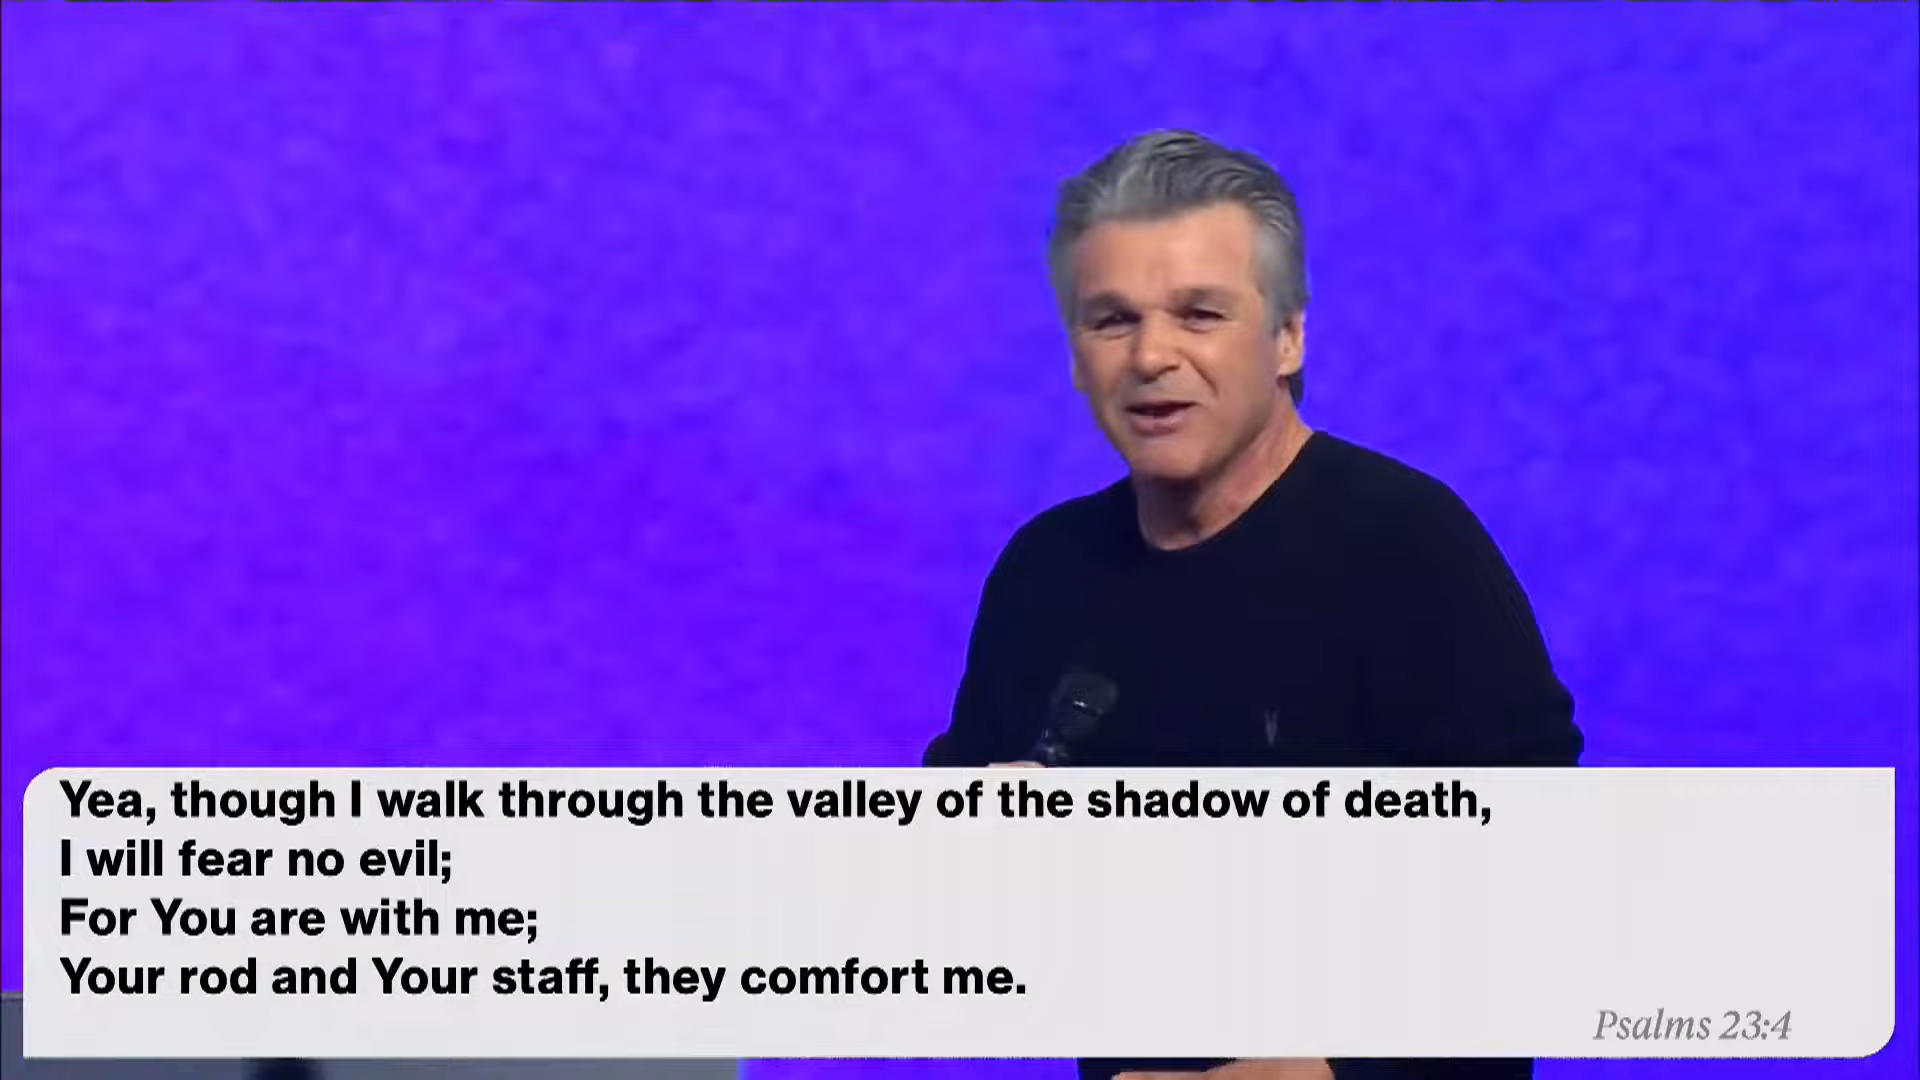 Yea, though I walk through the valley of the shadow of death,
I will fear no evil;
For You are with me;
Your rod and Your staff, they comfort me.
Psalms 23:4